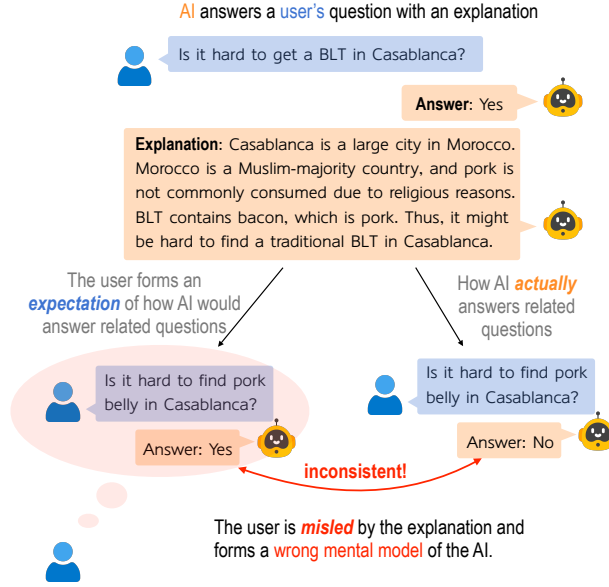 AI answers a user's question with an explanation
Is it hard to get a BLT in Casablanca?
Answer: Yes
Explanation: Casablanca is a large city in Morocco.
Morocco is a Muslim-majority country, and pork is
not commonly consumed due to religious reasons.
BLT contains bacon, which is pork. Thus, it might
be hard to find a traditional BLT in Casablanca.
The user forms an
expectation of how AI would
answer related questions
How AI actually
answers related
questions
Is it hard to find pork
belly in Casablanca?
Answer: Yes
Is it hard to find pork
belly in Casablanca?
Answer: No
inconsistent!
The user is misled by the explanation and
forms a wrong mental model of the AI.